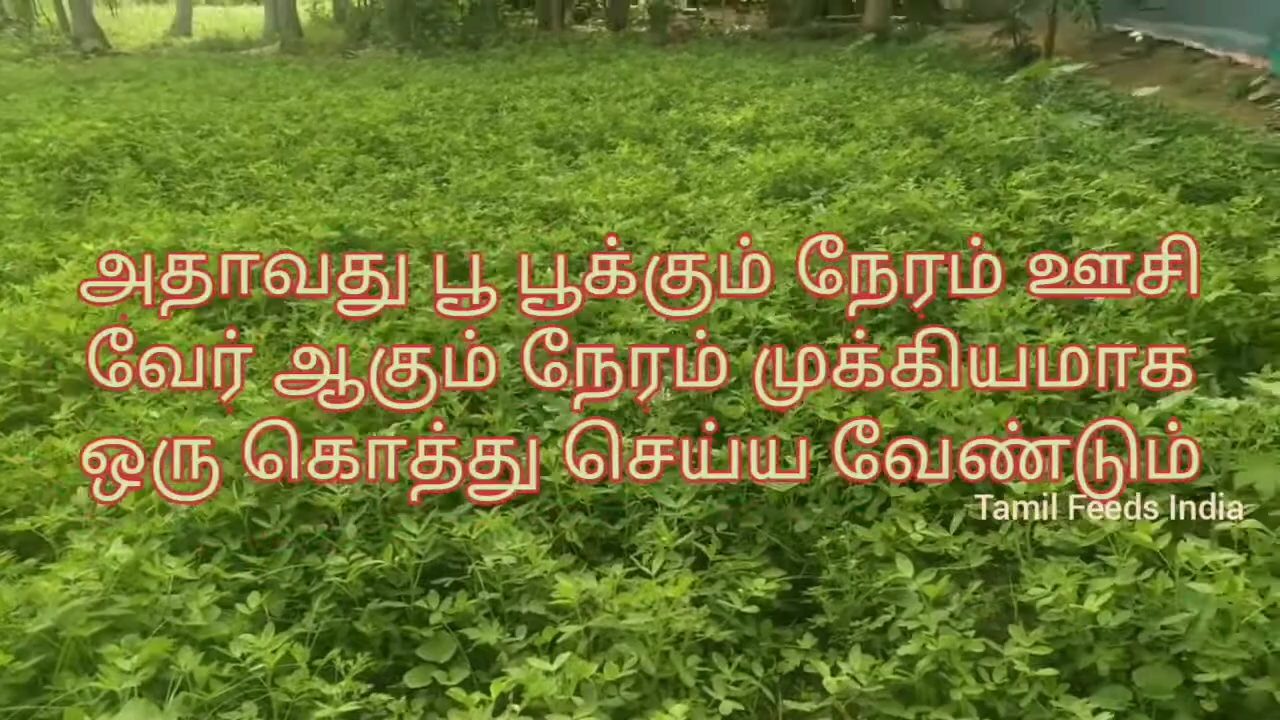 அதாவது பூ பூக்கும் நேரம் ஊசி
வேர் ஆகும் நேரம் முக்கியமாக
ஒரு கொத்து செய்ய வேண்டும்
Tamil Feeds India